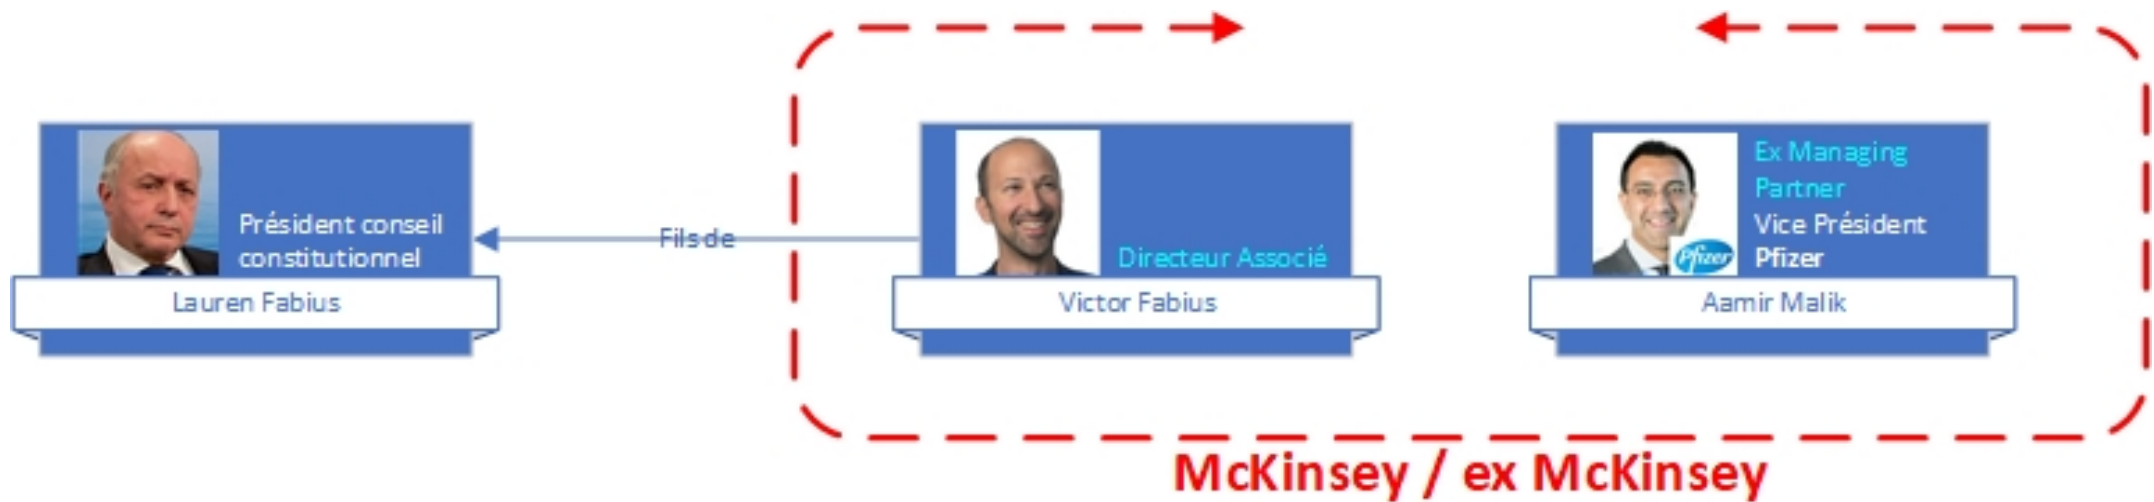 Président conseil
constitutionnel
Lauren Fabius
Fils de
Directeur Associé
Victor Fabius
Ex Managing
Partner
Vice Président
Pfizer
Pfizer
Aamir Malik
McKinsey / ex McKinsey